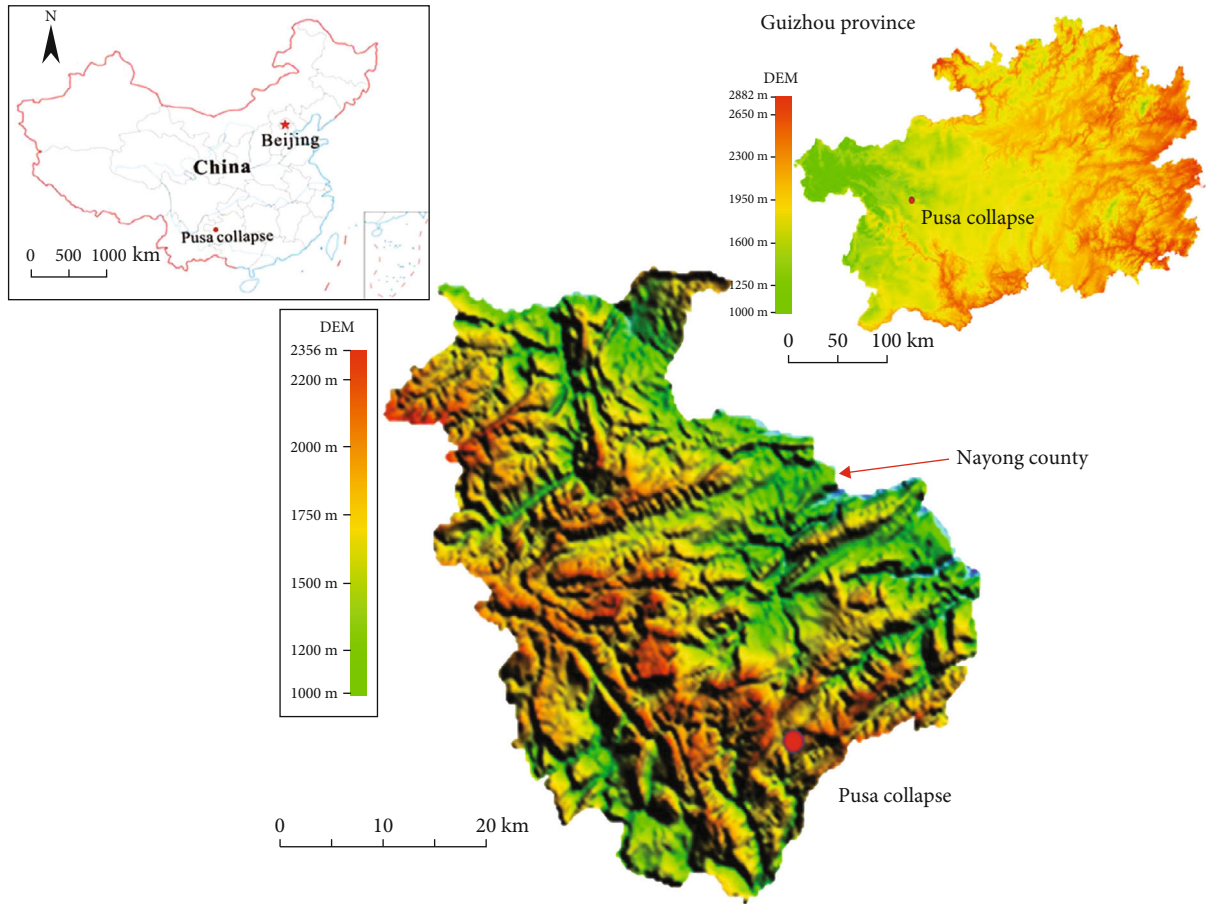 N
Beijing
China
Pusa collapse
0 500 1000 km
Guizhou province
DEM
2882 m
2650 m
2300 m
1950 m
1600 m
1250 m
1000 m
Pusa collapse
0 50 100 km
DEM
2356 m
2200 m
2000 m
1750 m
1500 m
1200 m
1000 m
Nayong county
Pusa collapse
0 10 20 km